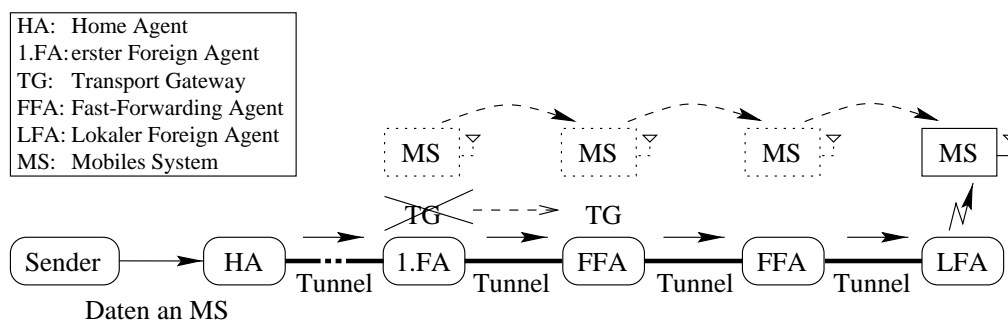 HA: Home Agent
1.FA: erster Foreign Agent
TG: Transport Gateway
FFA: Fast-Forwarding Agent
LFA: Lokaler Foreign Agent
MS: Mobiles System
MS MS MS MS
TG TG
Sender HA 1.FA FFA FFA LFA
Tunnel Tunnel Tunnel Tunnel
Daten an MS